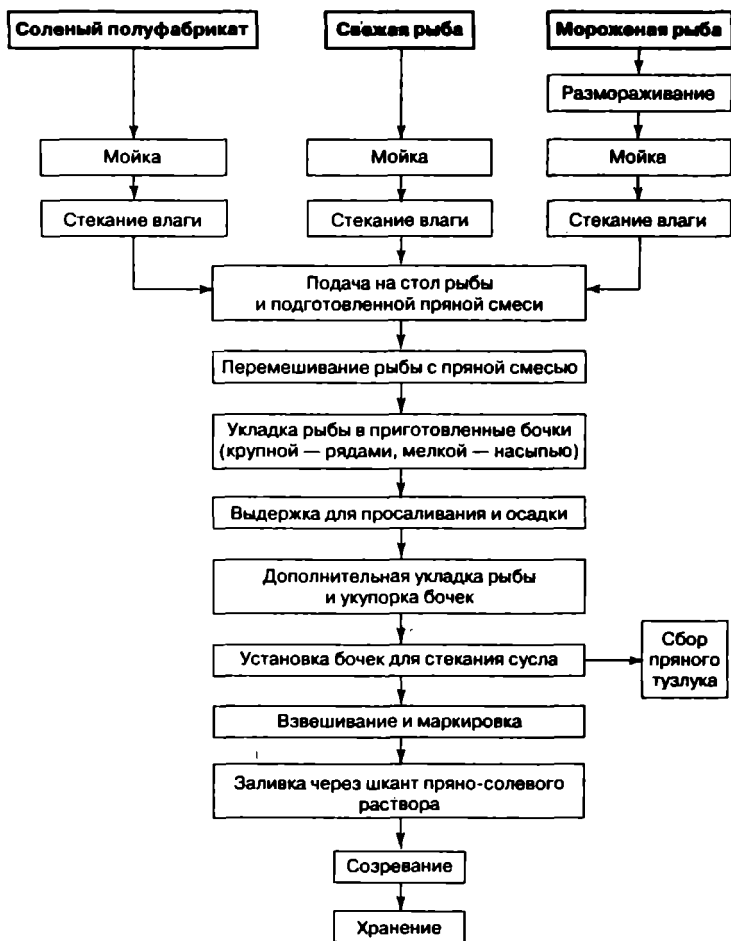 Соленый полуфабрикат
Свежая рыба
Мороженая рыба
Размораживание
Мойка
Мойка
Мойка
Стекание влаги
Стекание влаги
Стекание влаги
Подача на стол рыбы
и подготовленной пряной смеси
Перемешивание рыбы с пряной смесью
Укладка рыбы в приготовленные бочки
(крупной — рядами, мелкой — насыпью)
Выдержка для просаливания и осадки
Дополнительная укладка рыбы
и укупорка бочек
Установка бочек для стекания сусла
Сбор
пряного
тузлука
Взвешивание и маркировка
Заливка через шкант пряно-солевого
раствора
Созревание
Хранение